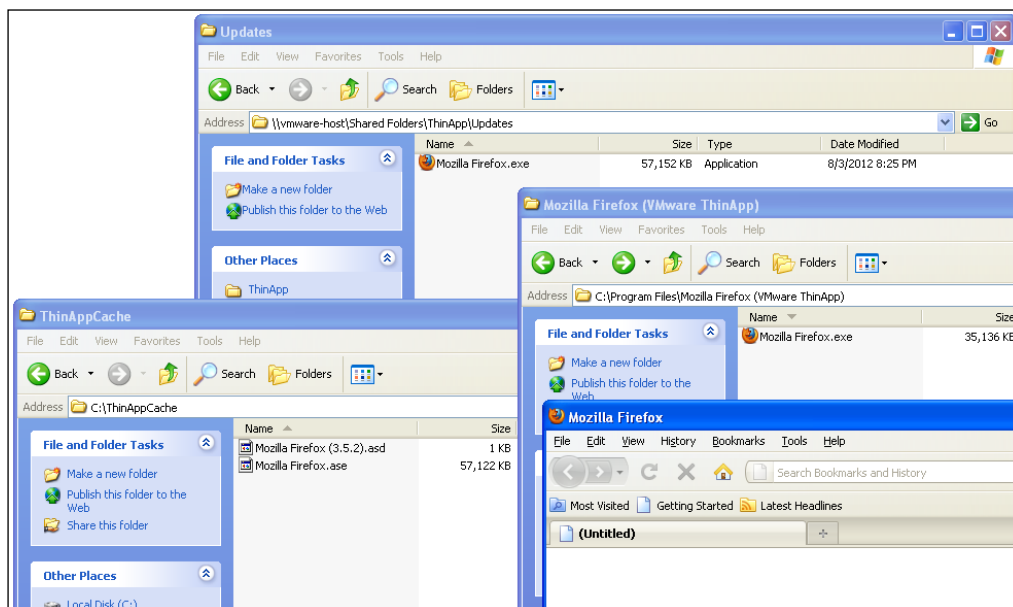 Updates
File Edit View Favorites Tools Help
Back Search Folders
Address \\vmware-host\Shared Folders\ThinApp\Updates Go
Name Size Type Date Modified
Mozilla Firefox.exe 57,152 KB Application 8/3/2012 8:25 PM
File and Folder Tasks
Make a new folder
Publish this folder to the Web
Other Places
ThinApp
Mozilla Firefox (VMware ThinApp)
File Edit View Favorites Tools Help
Back Search Folders
Address C:\Program Files\Mozilla Firefox (VMware ThinApp)
Name Size
Mozilla Firefox.exe 35,136 KB
File and Folder Tasks
Make a new folder
Publish this folder to the
Web
ThinAppCache
File Edit View Favorites Tools Help
Back Search Folders
Address C:\ThinAppCache
Name Size
Mozilla Firefox (3.5.2).asd 1 KB
Mozilla Firefox.ase 57,122 KB
File and Folder Tasks
Make a new folder
Publish this folder to the
Web
Share this folder
Other Places
Local Disk (C:)
Mozilla Firefox
File Edit View History Bookmarks Tools Help
Search Bookmarks and History
Most Visited Getting Started Latest Headlines
(Untitled)